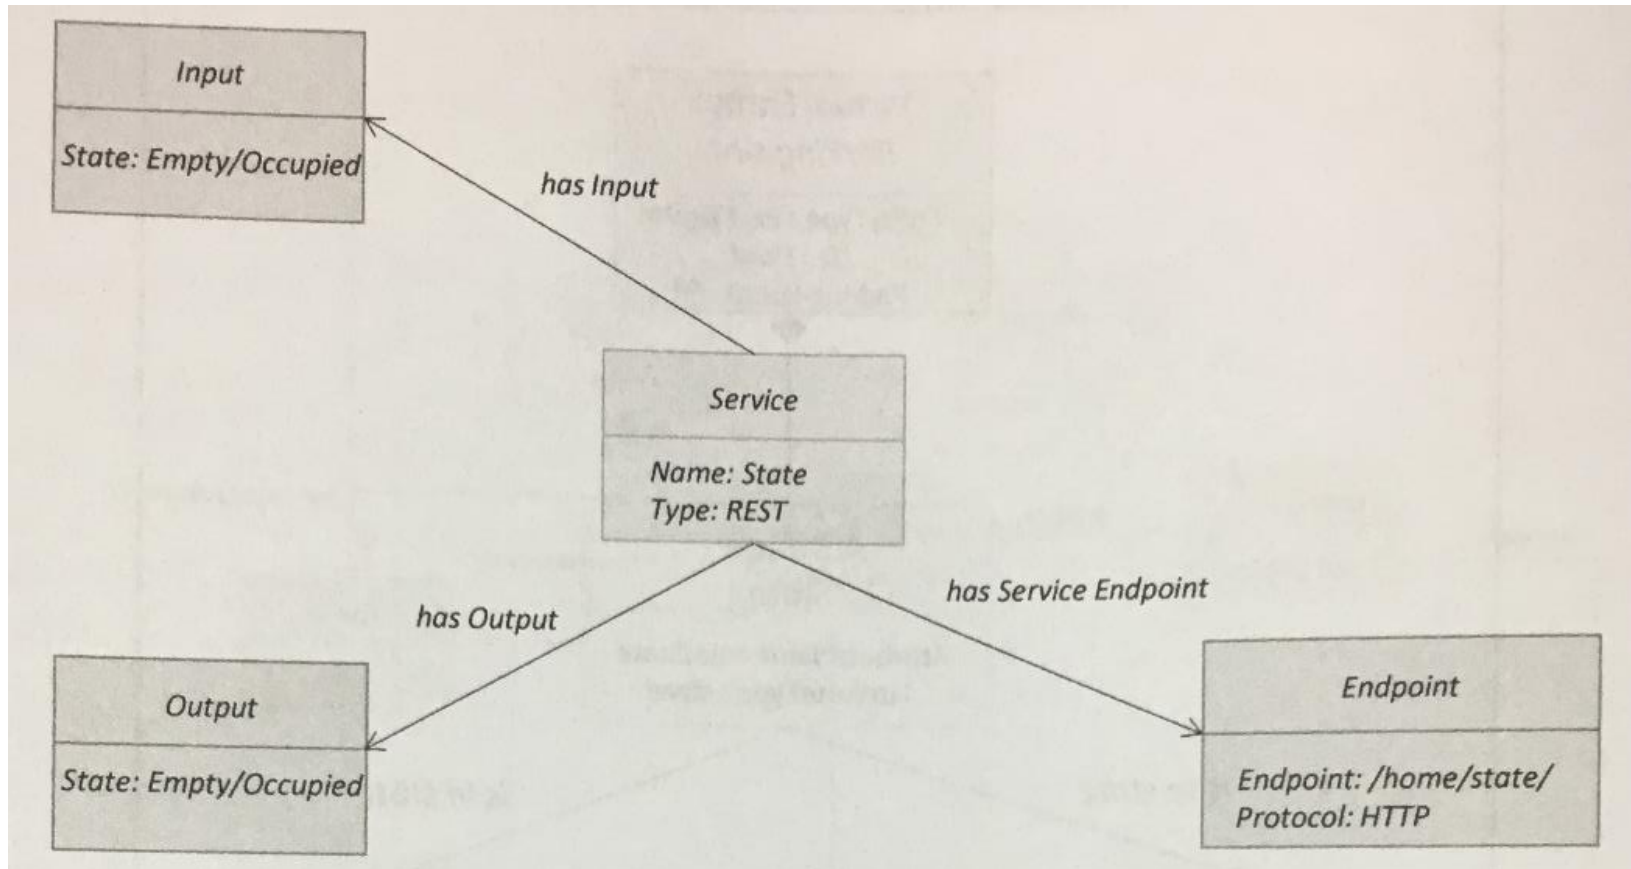 Input
State: Empty/Occupied
has Input
Service
Name: State
Type: REST
has Output
has Service Endpoint
Output
State: Empty/Occupied
Endpoint
Endpoint: /home/state/
Protocol: HTTP